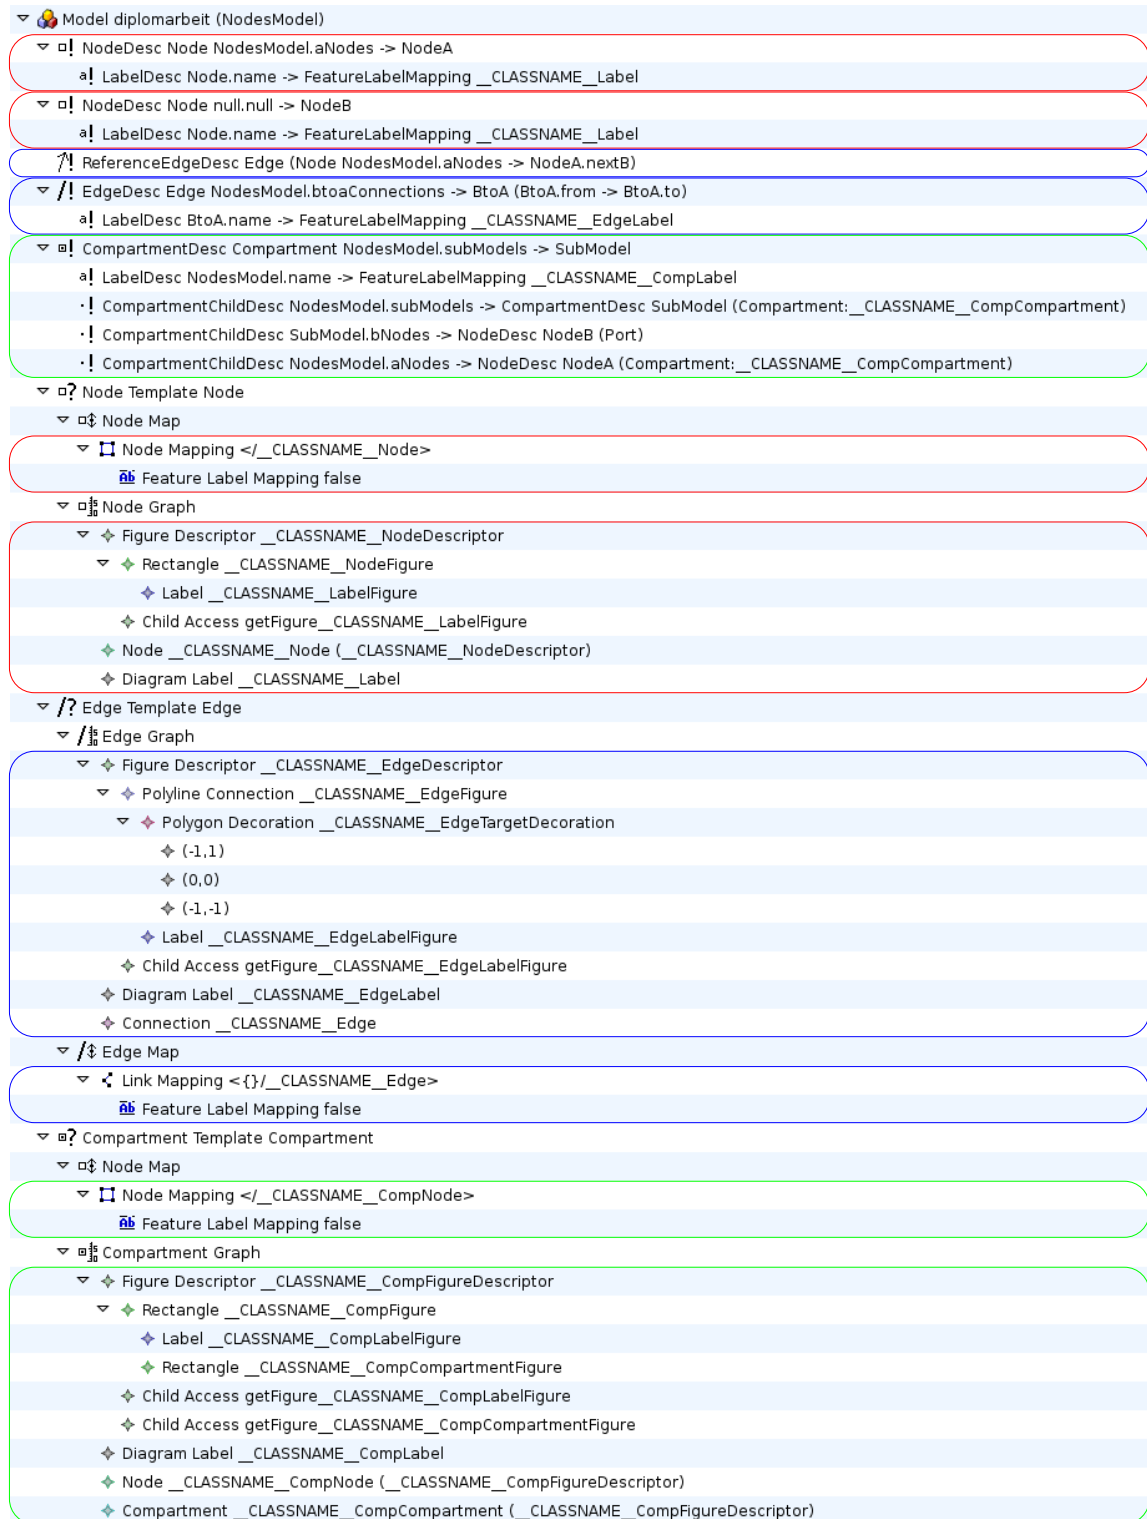 Model diplomarbeit (NodesModel)
NodeDesc Node NodesModel.aNodes -> NodeA
a! LabelDesc Node.name -> FeatureLabelMapping __CLASSNAME__Label
NodeDesc Node null.null -> NodeB
a! LabelDesc Node.name -> FeatureLabelMapping __CLASSNAME__Label
ReferenceEdgeDesc Edge (Node NodesModel.aNodes -> NodeA.nextB)
EdgeDesc Edge NodesModel.btoaConnections -> BtoA (BtoA.from -> BtoA.to)
a! LabelDesc BtoA.name -> FeatureLabelMapping __CLASSNAME__EdgeLabel
CompartmentDesc Compartment NodesModel.subModels -> SubModel
a! LabelDesc NodesModel.name -> FeatureLabelMapping __CLASSNAME__CompLabel
CompartmentChildDesc NodesModel.subModels -> CompartmentDesc SubModel (Compartment:__CLASSNAME__CompCompartment)
CompartmentChildDesc SubModel.bNodes -> NodeDesc NodeB (Port)
CompartmentChildDesc NodesModel.aNodes -> NodeDesc NodeA (Compartment:__CLASSNAME__CompCompartment)
Node Template Node
Node Map
Node Mapping </__CLASSNAME__Node>
Ab Feature Label Mapping false
Node Graph
Figure Descriptor __CLASSNAME__NodeDescriptor
Rectangle __CLASSNAME__NodeFigure
Label __CLASSNAME__LabelFigure
Child Access getFigure__CLASSNAME__LabelFigure
Node __CLASSNAME__Node (__CLASSNAME__NodeDescriptor)
Diagram Label __CLASSNAME__Label
Edge Template Edge
Edge Graph
Figure Descriptor __CLASSNAME__EdgeDescriptor
Polyline Connection __CLASSNAME__EdgeFigure
Polygon Decoration __CLASSNAME__EdgeTargetDecoration
(-1,1)
(0,0)
(-1,-1)
Label __CLASSNAME__EdgeLabelFigure
Child Access getFigure__CLASSNAME__EdgeLabelFigure
Diagram Label __CLASSNAME__EdgeLabel
Connection __CLASSNAME__Edge
Edge Map
Link Mapping <{}/__CLASSNAME__Edge>
Ab Feature Label Mapping false
Compartment Template Compartment
Node Map
Node Mapping </__CLASSNAME__CompNode>
Ab Feature Label Mapping false
Compartment Graph
Figure Descriptor __CLASSNAME__CompFigureDescriptor
Rectangle __CLASSNAME__CompFigure
Label __CLASSNAME__CompLabelFigure
Rectangle __CLASSNAME__CompCompartmentFigure
Child Access getFigure__CLASSNAME__CompLabelFigure
Child Access getFigure__CLASSNAME__CompCompartmentFigure
Diagram Label __CLASSNAME__CompLabel
Node __CLASSNAME__CompNode (__CLASSNAME__CompFigureDescriptor)
Compartment __CLASSNAME__CompCompartment (__CLASSNAME__CompFigureDescriptor)